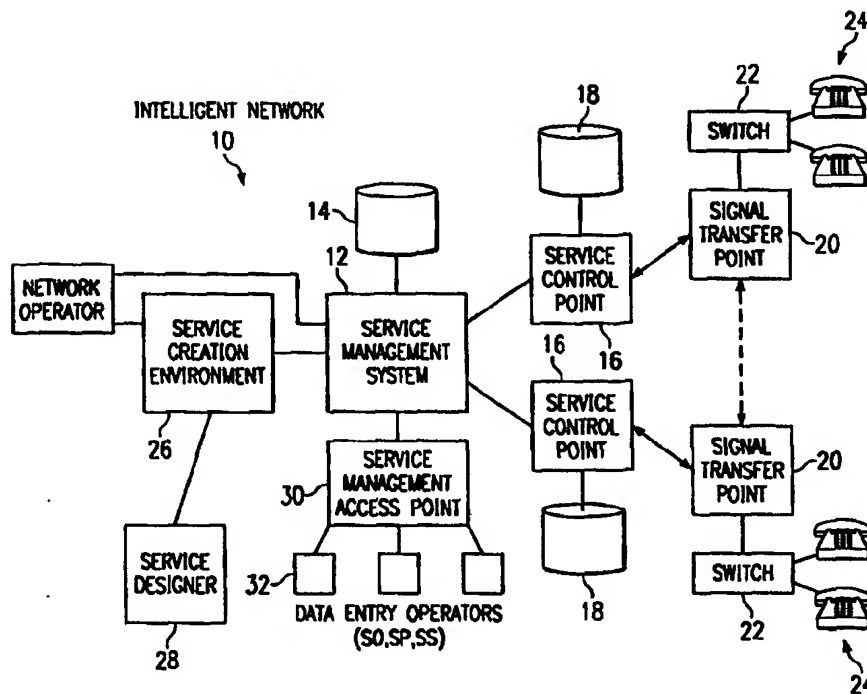 INTELLIGENT NETWORK
10
14
12
18
22
24
SWITCH
SIGNAL
TRANSFER
POINT
20
SERVICE
CONTROL
POINT
16
NETWORK
OPERATOR
SERVICE
CREATION
ENVIRONMENT
26
SERVICE
MANAGEMENT
SYSTEM
16
SERVICE
CONTROL
POINT
SIGNAL
TRANSFER
POINT
20
30
SERVICE
MANAGEMENT
ACCESS POINT
SERVICE
DESIGNER
28
32
DATA ENTRY OPERATORS
(SO,SP,SS)
18
SWITCH
22
24